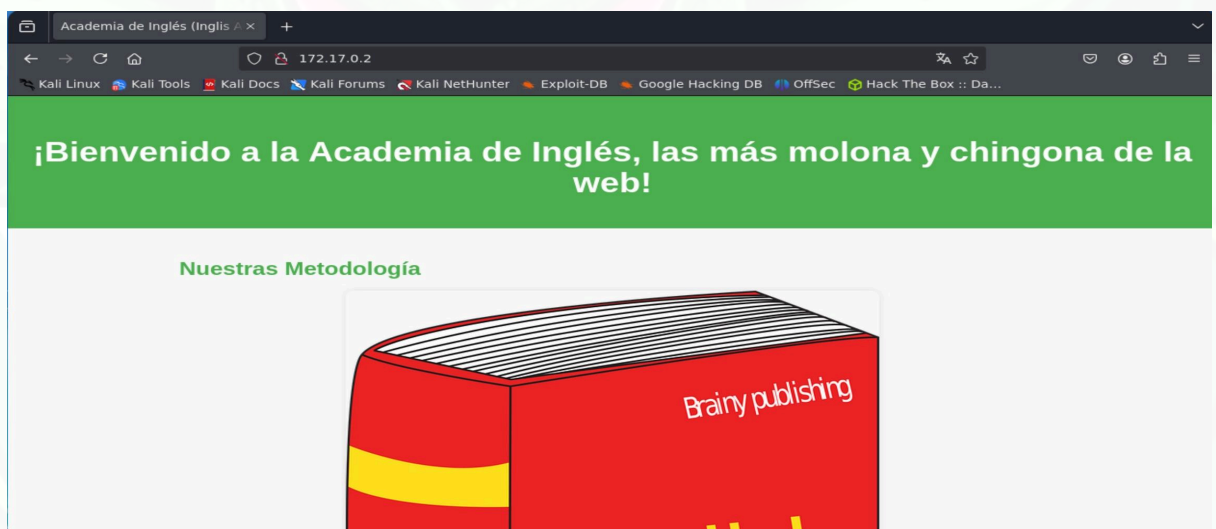 Academia de Inglés (Inglis A
172.17.0.2
Kali Linux Kali Tools Kali Docs Kali Forums Kali NetHunter Exploit-DB Google Hacking DB OffSec Hack The Box :: Da...
¡Bienvenido a la Academia de Inglés, las más molona y chingona de la
web!
Nuestras Metodología
Brainy publishing